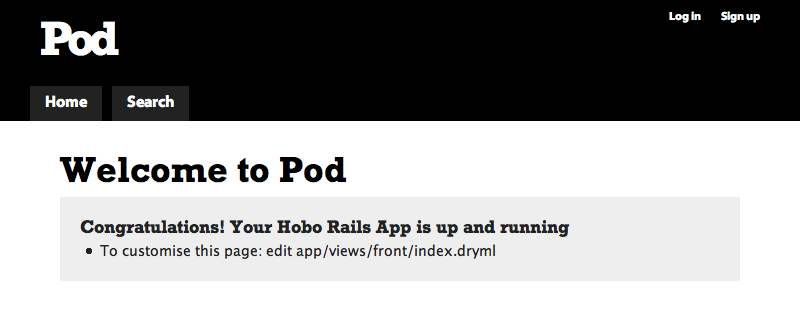 Log in Sign up
Pod
Home Search
Welcome to Pod
Congratulations! Your Hobo Rails App is up and running
• To customise this page: edit app/views/front/index.dryml